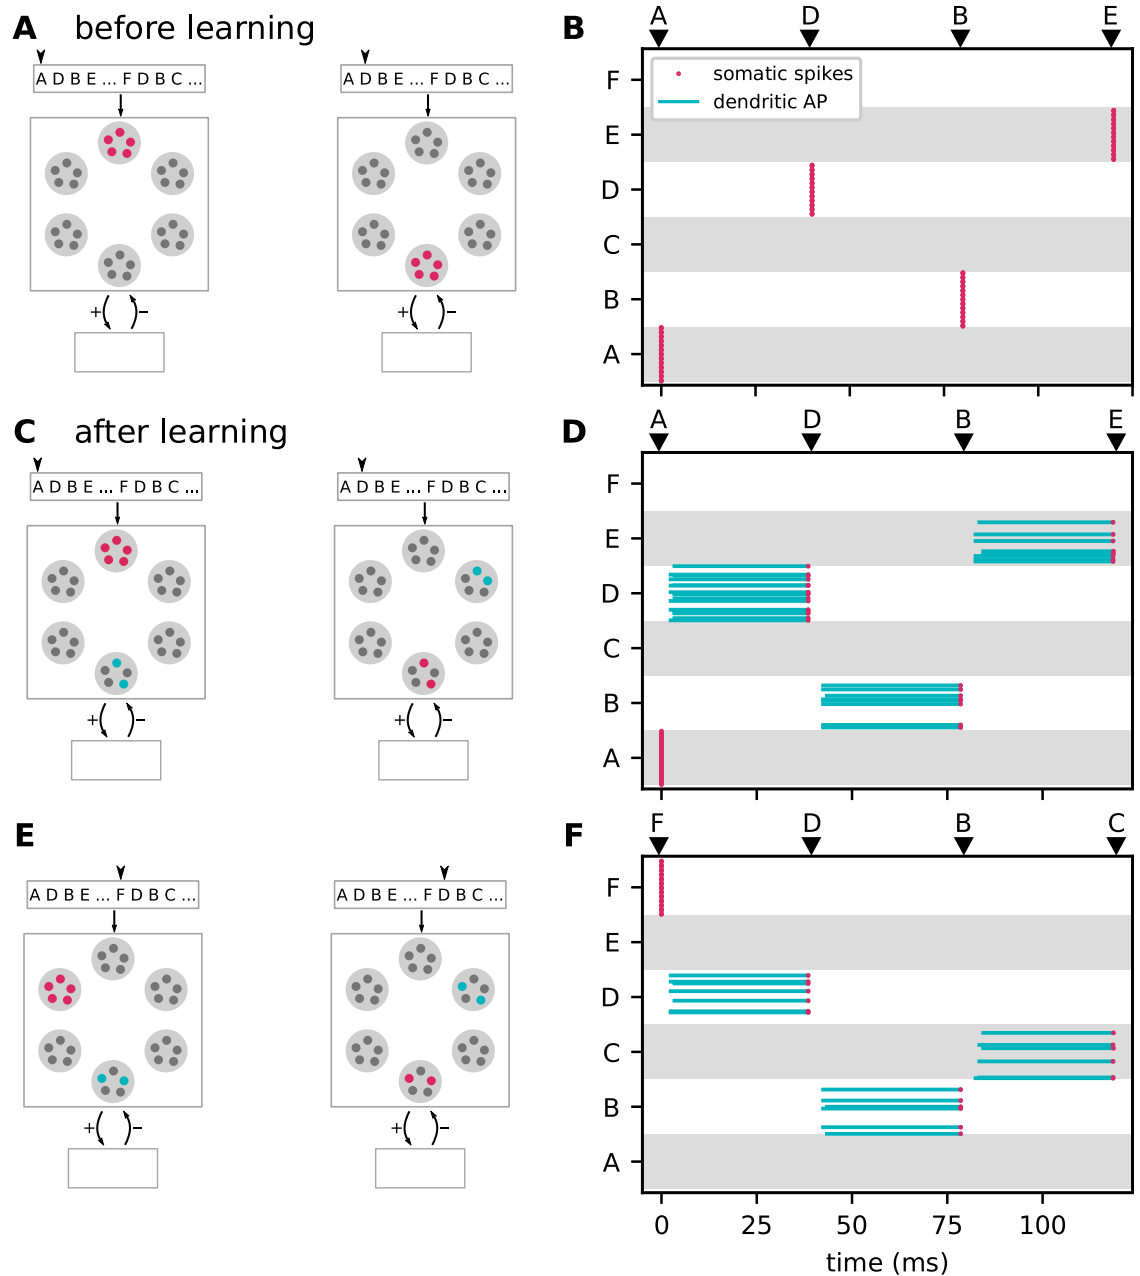 A before learning
A D B E ... F D B C ...
A D B E ... F D B C ...
+ −
+ −
B
A D B E
somatic spikes
dendritic AP
F
E
D
C
B
A
C after learning
A D B E ... F D B C ...
A D B E ... F D B C ...
+ −
+ −
D
A D B E
F
E
D
C
B
A
E
A D B E ... F D B C ...
A D B E ... F D B C ...
+ −
+ −
F
F D B C
F
E
D
C
B
A
0 25 50 75 100
time (ms)